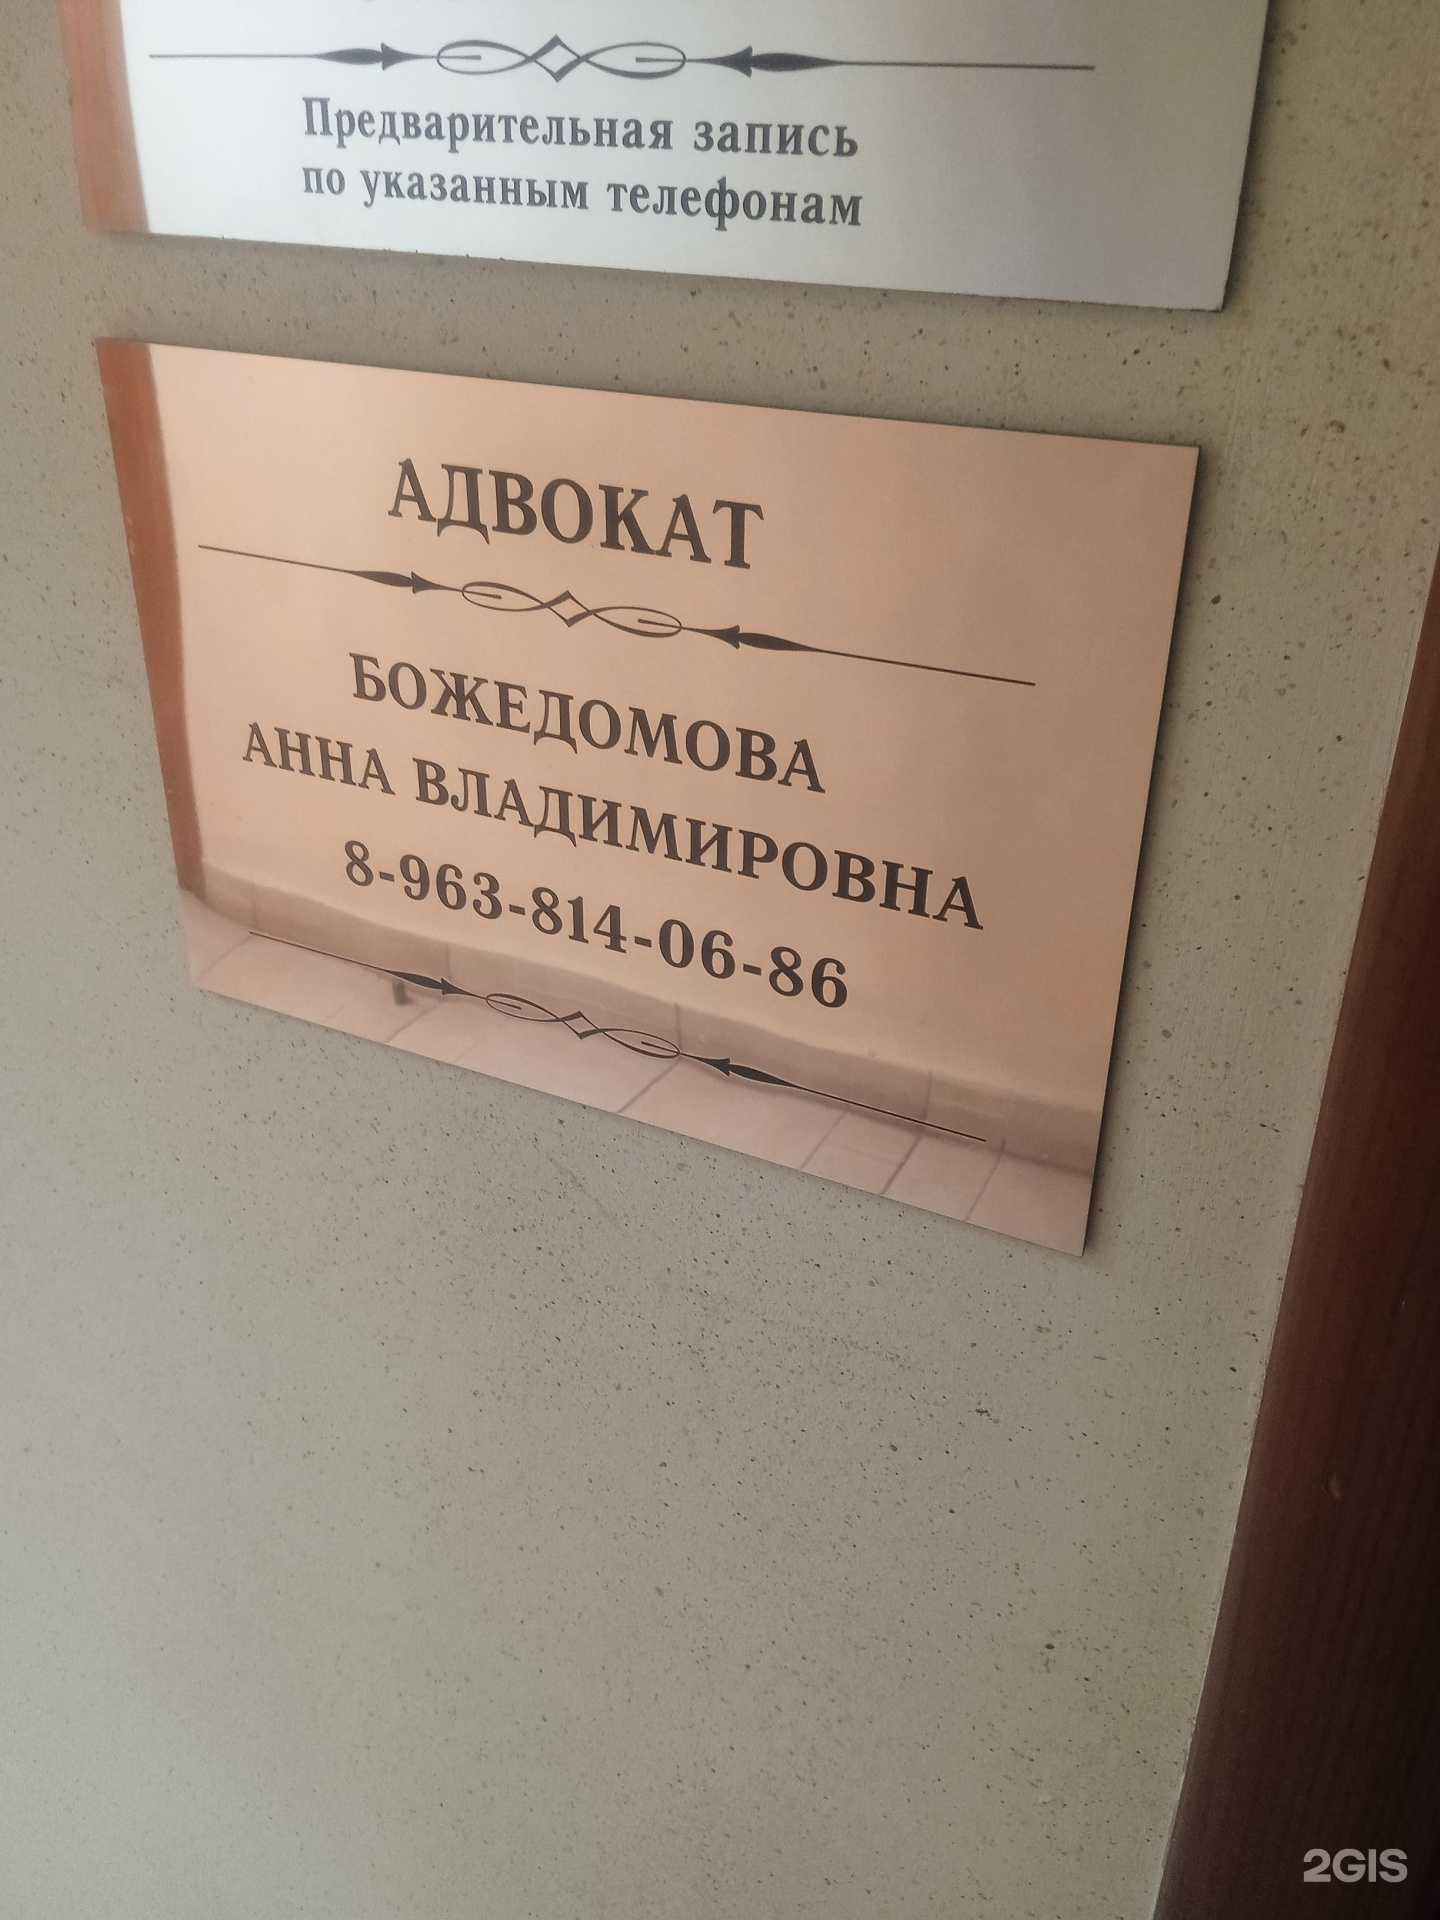 Предварительная запись
по указанным телефонам
АДВОКАТ
БОЖЕДОМОВА
АННА ВЛАДИМИРОВНА
8-963-814-06-86
2GIS